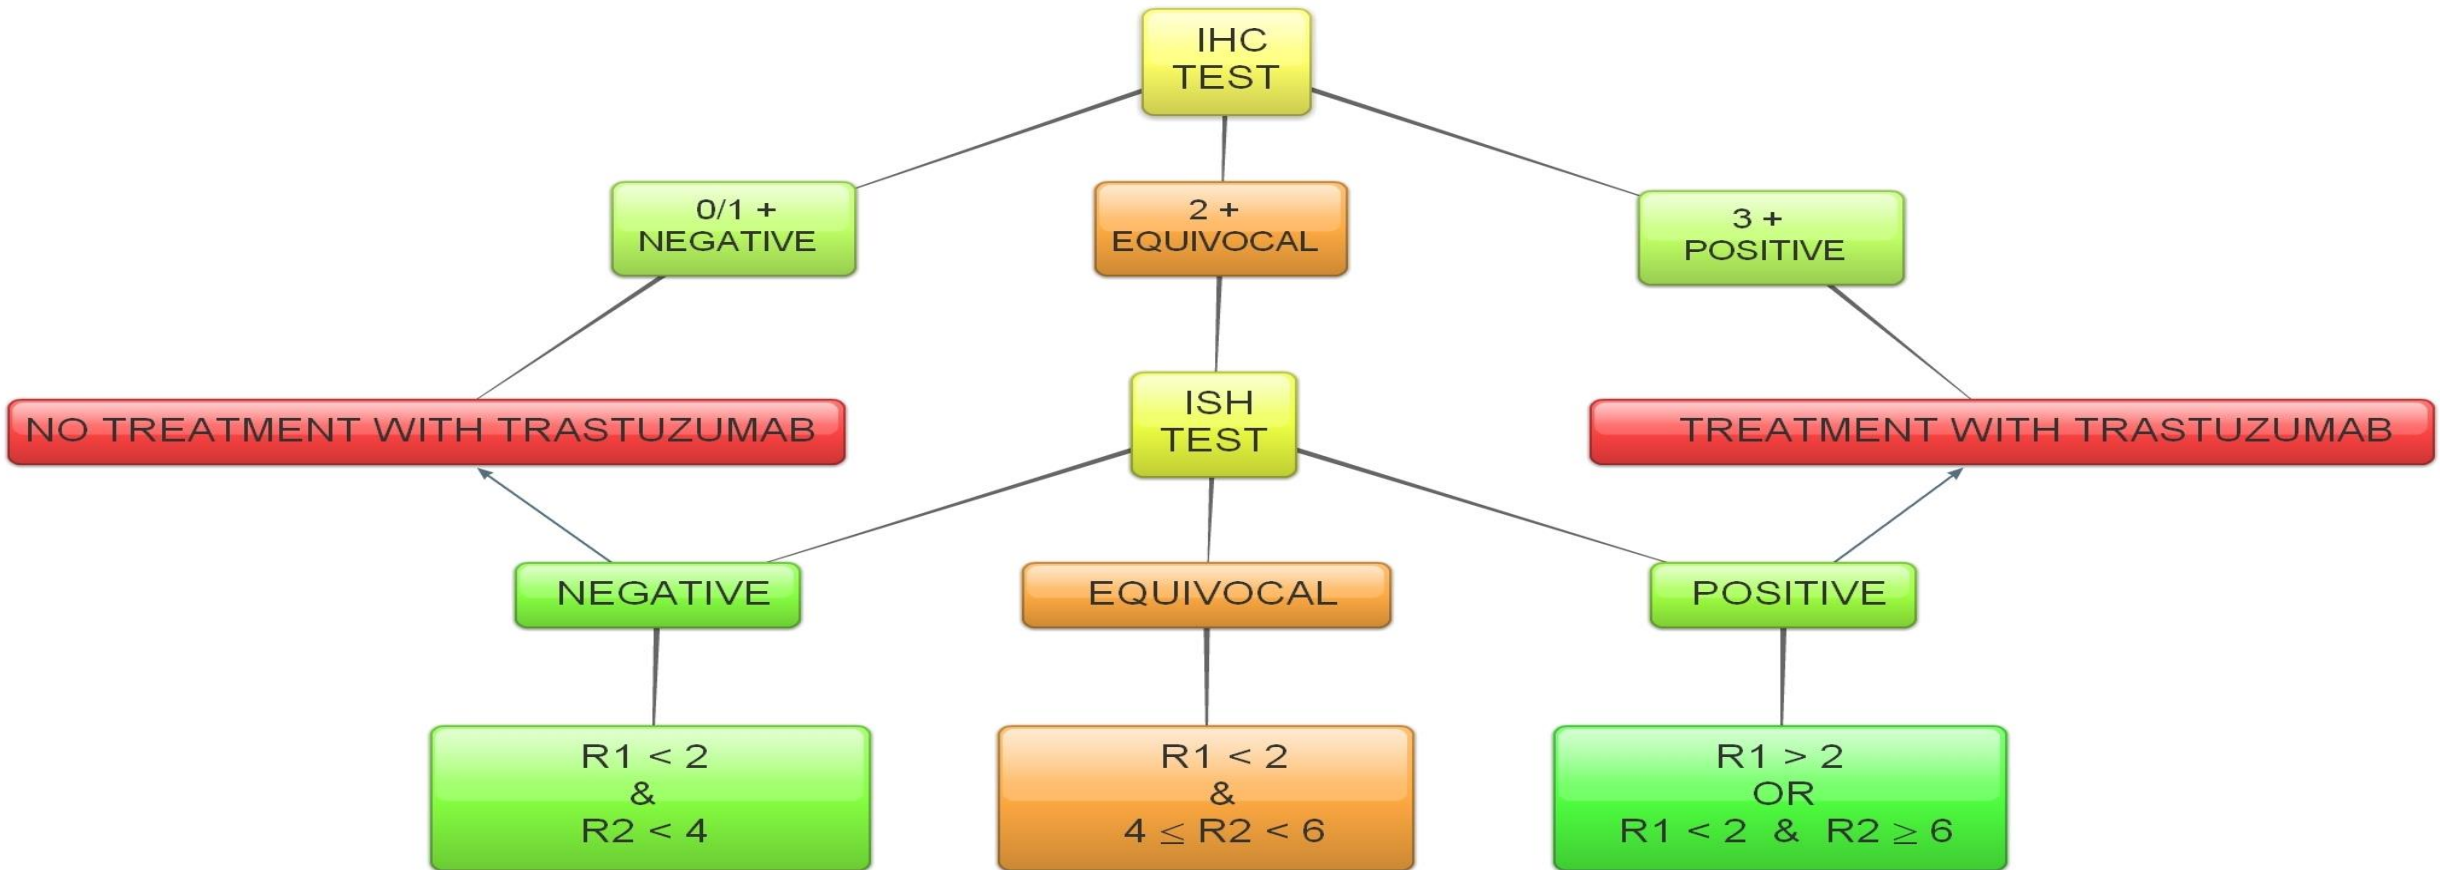 IHC
TEST
0/1 +
NEGATIVE
2 +
EQUIVOCAL
3 +
POSITIVE
NO TREATMENT WITH TRASTUZUMAB
ISH
TEST
TREATMENT WITH TRASTUZUMAB
NEGATIVE
EQUIVOCAL
POSITIVE
R1 < 2
&
R2 < 4
R1 < 2
&
4 ≤ R2 < 6
R1 > 2
OR
R1 < 2 & R2 ≥ 6